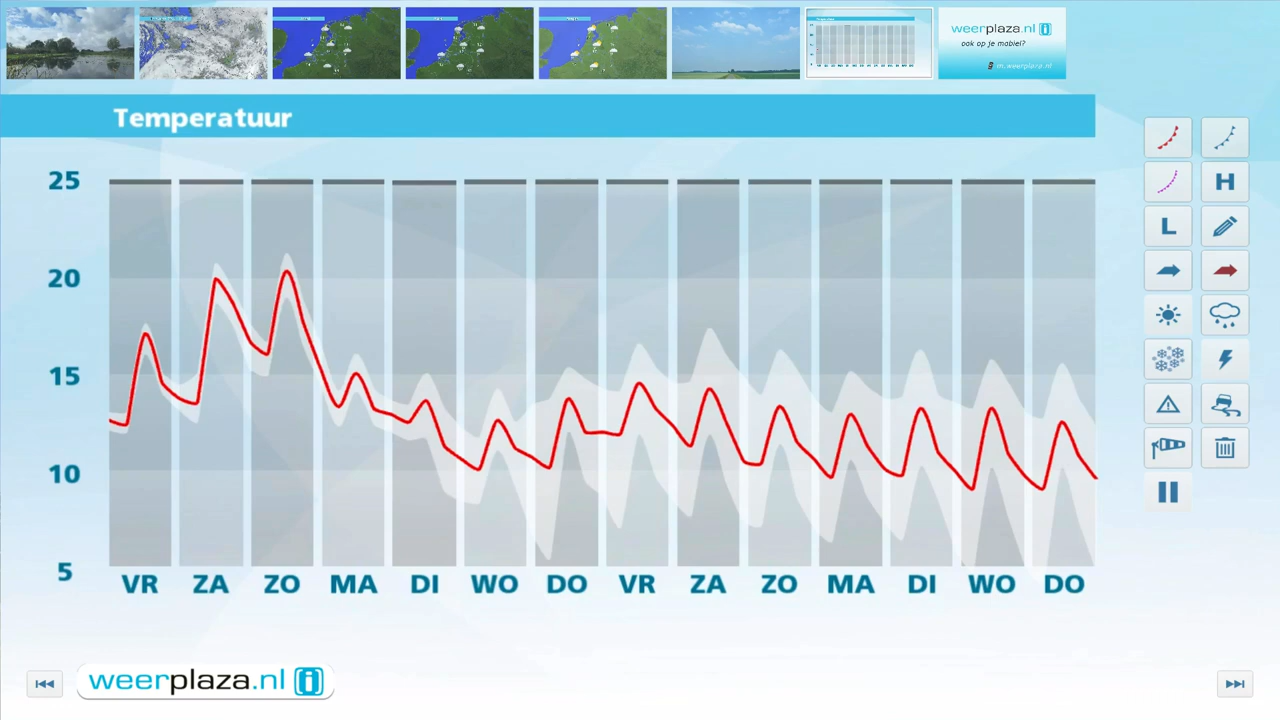 weerplaza.nl
ook op je mobiel?
m.weerplaza.nl
Temperatuur
25
20
15
10
5
H
L
VR ZA ZO MA DI WO DO VR ZA ZO MA DI WO DO
weerplaza.nl